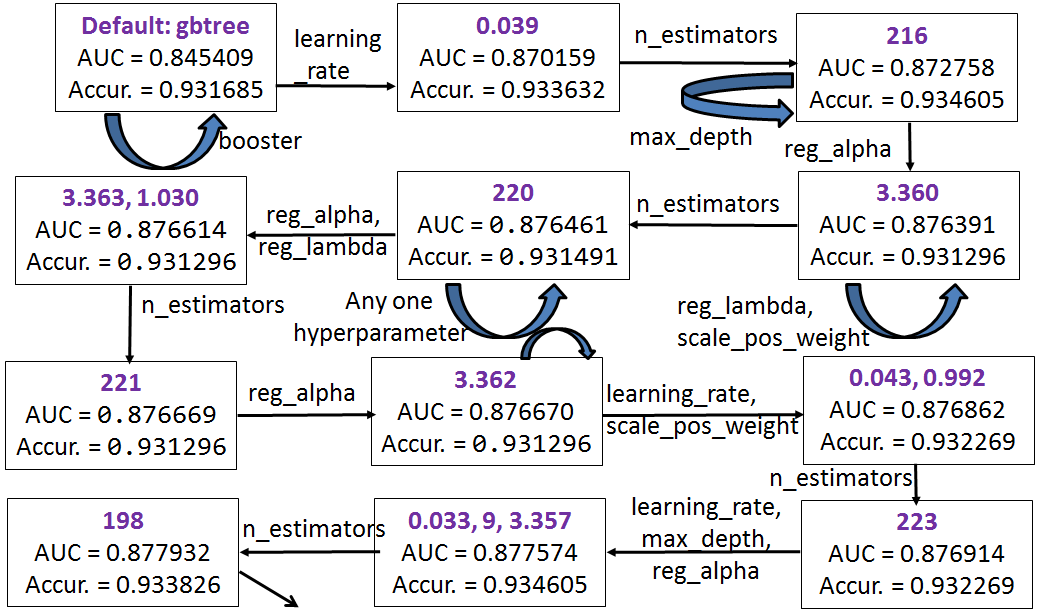 Default: gbtree
AUC = 0.845409
Accur. = 0.931685
learning
_rate
0.039
AUC = 0.870159
Accur. = 0.933632
n_estimators
216
AUC = 0.872758
Accur. = 0.934605
max_depth
booster
reg_alpha
3.360
AUC = 0.876391
Accur. = 0.931296
n_estimators
220
AUC = 0.876461
Accur. = 0.931491
reg_alpha,
reg_lambda
3.363, 1.030
AUC = 0.876614
Accur. = 0.931296
reg_lambda,
scale_pos_weight
Any one
hyperparameter
n_estimators
221
AUC = 0.876669
Accur. = 0.931296
reg_alpha
3.362
AUC = 0.876670
Accur. = 0.931296
learning_rate,
scale_pos_weight
0.043, 0.992
AUC = 0.876862
Accur. = 0.932269
n_estimators
223
AUC = 0.876914
Accur. = 0.932269
learning_rate,
max_depth,
reg_alpha
0.033, 9, 3.357
AUC = 0.877574
Accur. = 0.934605
n_estimators
198
AUC = 0.877932
Accur. = 0.933826